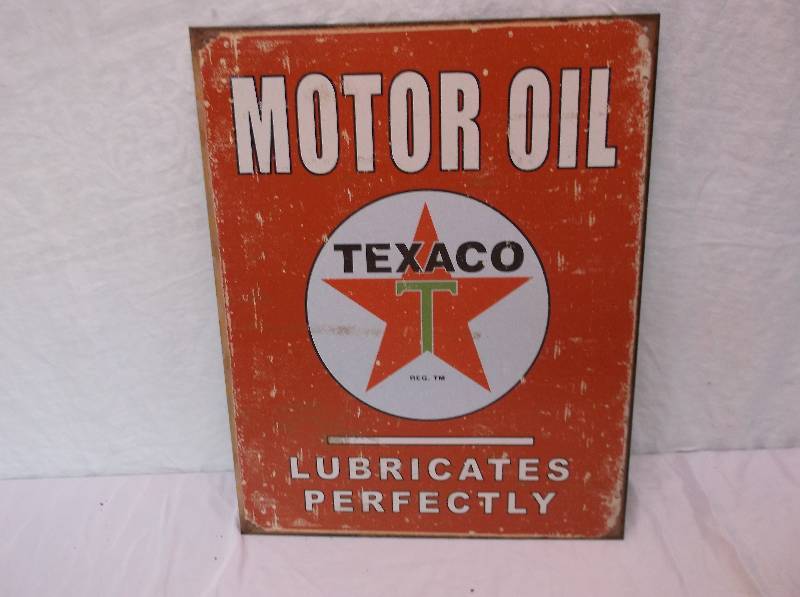 MOTOR OIL
TEXACO
T
REG. TM
LUBRICATES
PERFECTLY